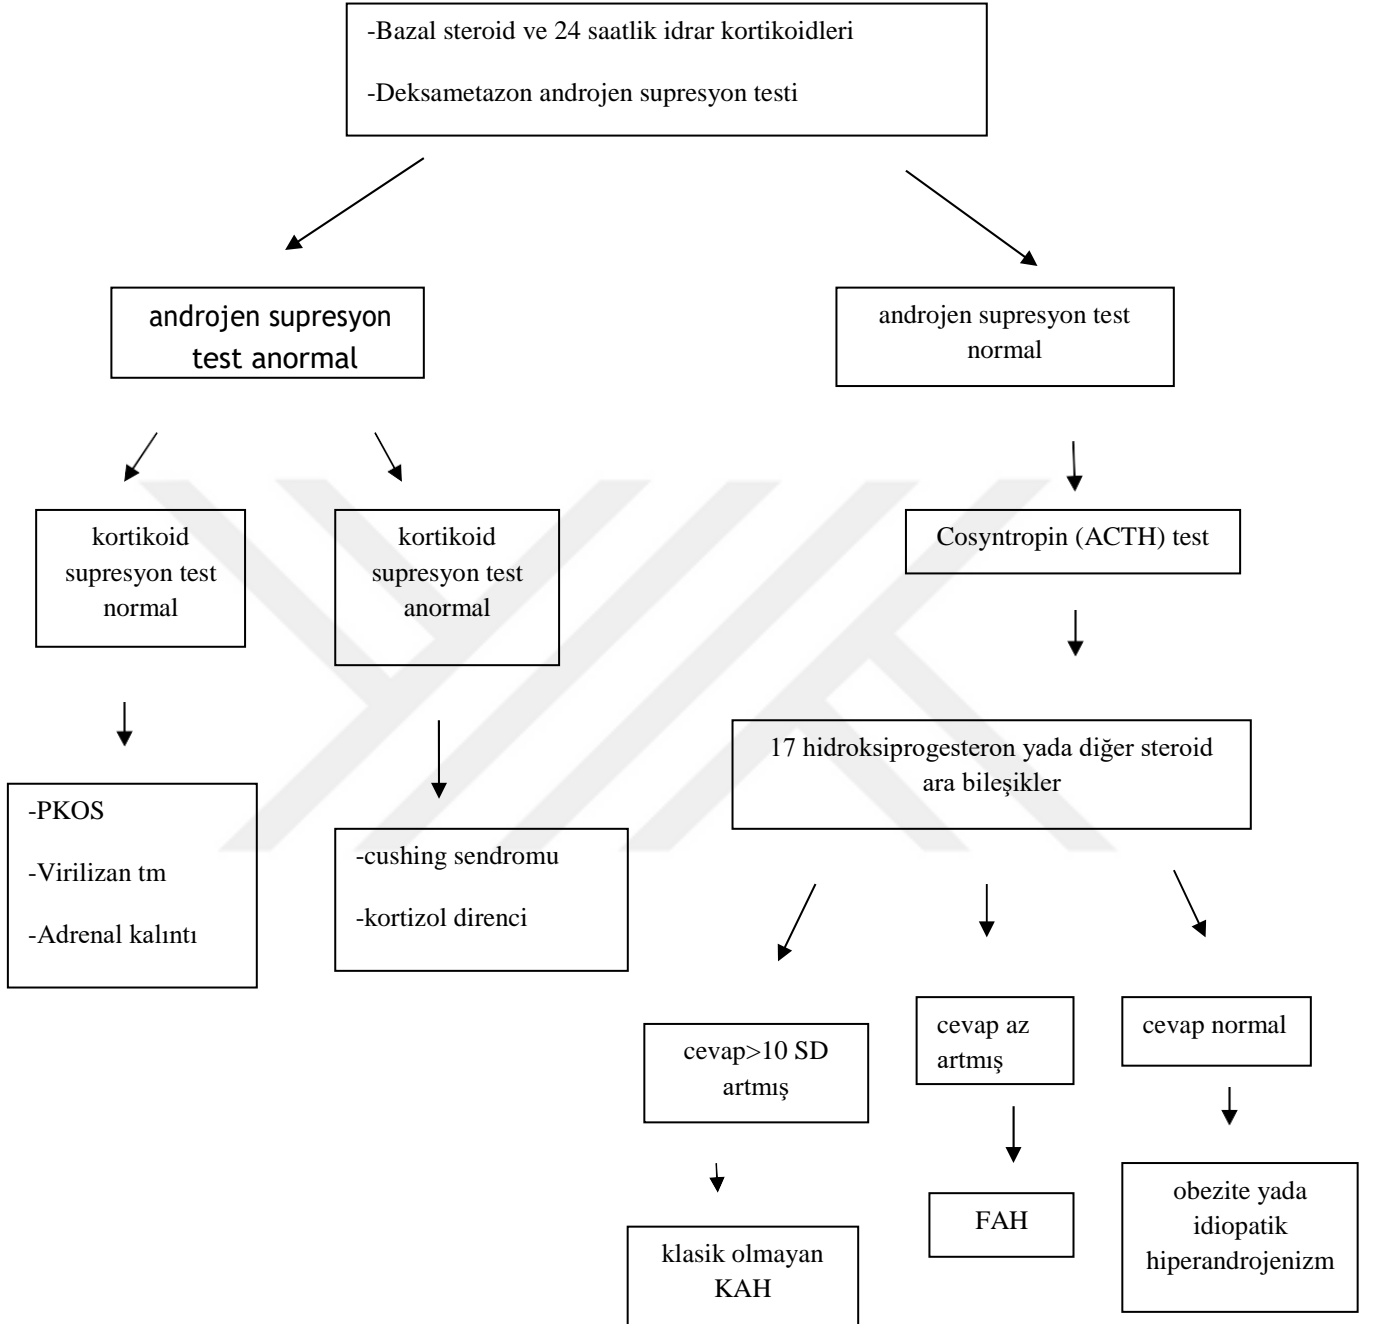 -Bazal steroid ve 24 saatlik idrar kortikoidleri
-Deksametazon androjen supresyon testi
androjen supresyon
test anormal
androjen supresyon test
normal
kortikoid
supresyon test
normal
kortikoid
supresyon test
anormal
Cosyntropin (ACTH) test
17 hidroksiprogesteron yada diğer steroid
ara bileşikler
-PKOS
-Virilizan tm
-Adrenal kalıntı
-cushing sendromu
-kortizol direnci
cevap>10 SD
artmış
cevap az
artmış
cevap normal
klasik olmayan
KAH
FAH
obezite yada
idiopatik
hiperandrojenizm